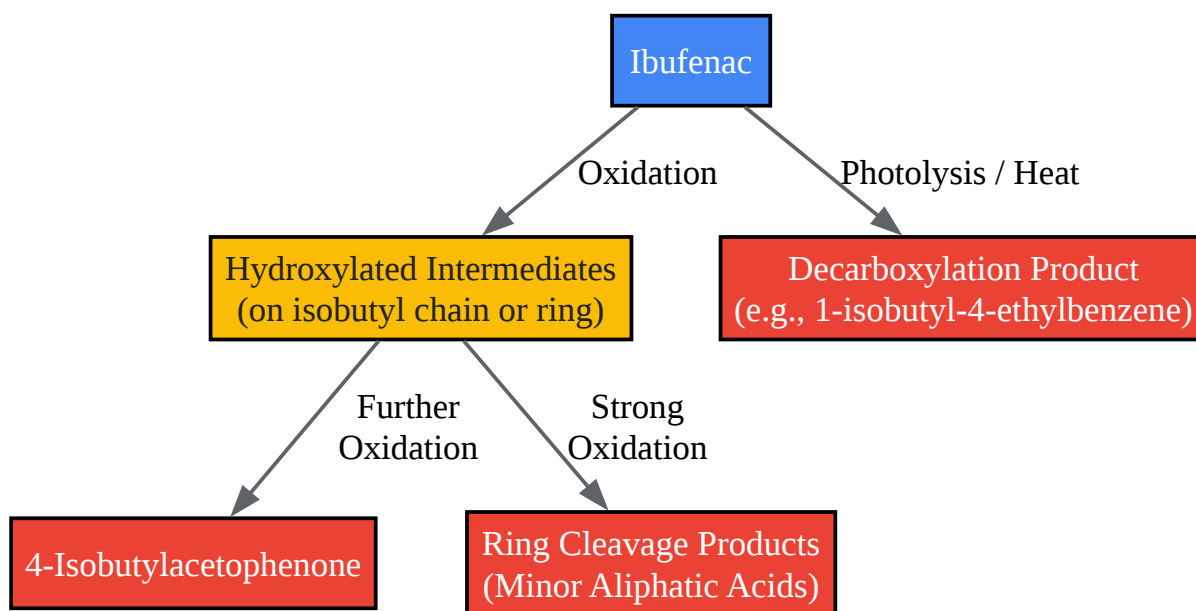 Ibufenac
Oxidation
Photolysis / Heat
Hydroxylated Intermediates
(on isobutyl chain or ring)
Decarboxylation Product
(e.g., 1-isobutyl-4-ethylbenzene)
Further
Oxidation
Strong
Oxidation
4-Isobutylacetophenone
Ring Cleavage Products
(Minor Aliphatic Acids)